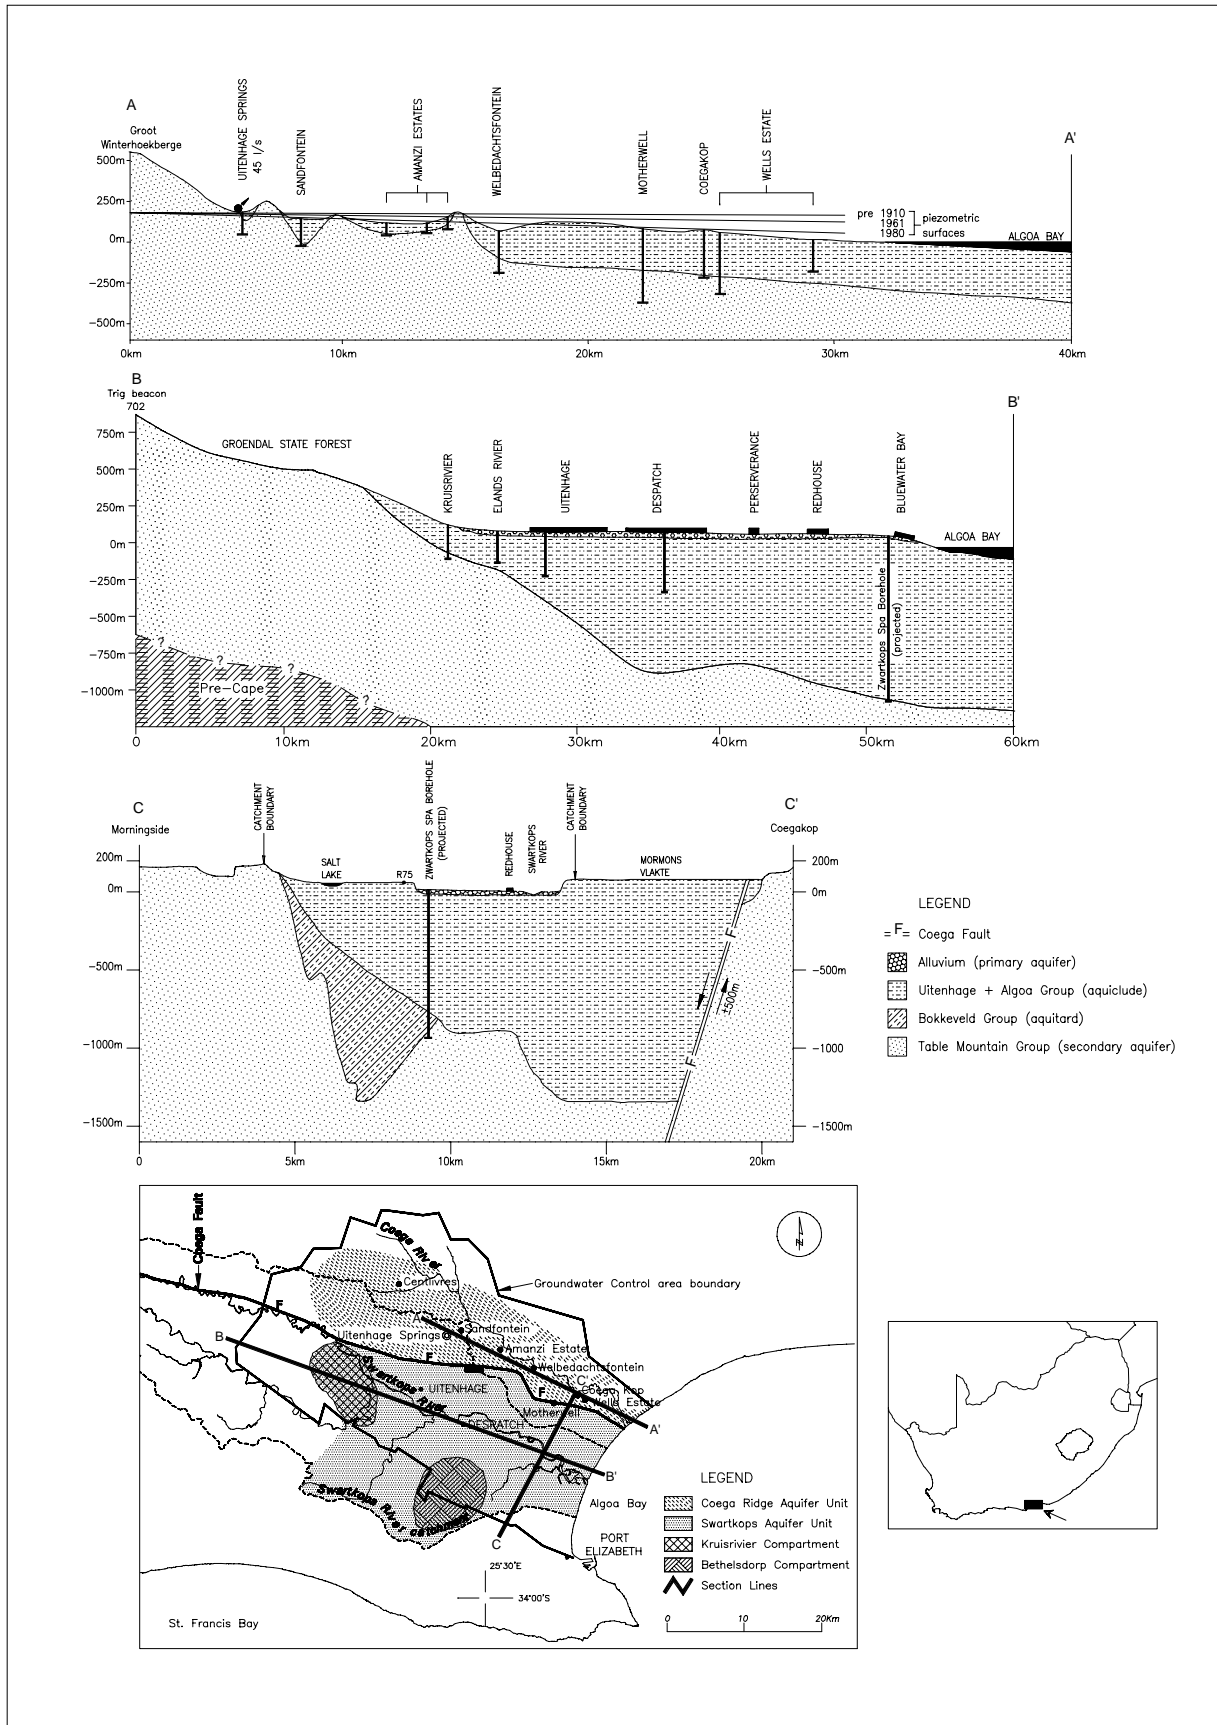 A
Groot
Winterhoekberge
UITENHAGE SPRINGS
45 l/s
SANDFONTEIN
AMANZI ESTATES
WELBEDACHTSFONTEIN
MOTHERWELL
COEGAKOP
WELLS ESTATE
A'
500m
250m
0m
−250m
−500m
pre 1910
1961
1980
piezometric
surfaces
ALGOA BAY
0km
10km
20km
30km
40km
B
Trig beacon
702
GROENDAL STATE FOREST
KRUISRIVIER
ELANDS RIVIER
UITENHAGE
DESPATCH
PERSERVERANCE
REDHOUSE
BLUEWATER BAY
B'
ALGOA BAY
750m
500m
250m
0m
−250m
−500m
−750m
−1000m
?
?
?
?
Pre−Cape
Zwartkops Spa Borehole
(projected)
0
10km
20km
30km
40km
50km
60km
C
Morningside
CATCHMENT
BOUNDARY
ZWARTKOPS SPA BOREHOLE
(PROJECTED)
REDHOUSE
SWARTKOPS
RIVER
CATCHMENT
BOUNDARY
C'
Coegakop
SALT
LAKE
R75
MORMONS
VLAKTE
200m
0m
−500m
−1000m
−1500m
200m
0m
−500m
−1000
−1500m
F
F
±500m
0
5km
10km
15km
20km
LEGEND
F Coega Fault
Alluvium (primary aquifer)
Uitenhage + Algoa Group (aquiclude)
Bokkeveld Group (aquitard)
Table Mountain Group (secondary aquifer)
Coega Fault
Coega River
N
Centlivres
Groundwater Control area boundary
F
A
Sandfontein
Uitenhage Springs
B
Amanzi Estate
F
Welbedachtsfontein
Swartkops River
UITENHAGE
C'
Coega Kop
F
Wells Estate
Motherwell
DESPATCH
A'
B'
Swartkops River catchment
Algoa Bay
C
PORT
ELIZABETH
25°30'E
34°00'S
St. Francis Bay
LEGEND
Coega Ridge Aquifer Unit
Swartkops Aquifer Unit
Kruisrivier Compartment
Bethelsdorp Compartment
Section Lines
0
10
20Km